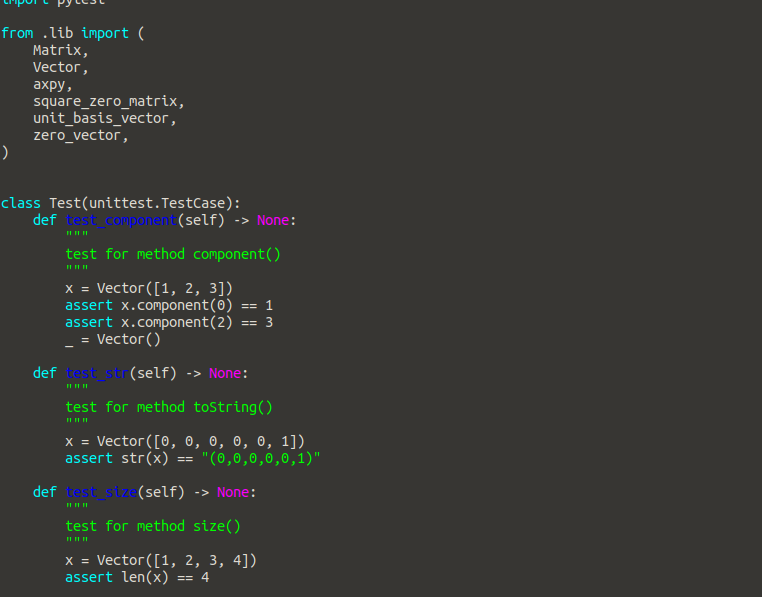 import pytest
from .lib import (
    Matrix,
    Vector,
    axpy,
    square_zero_matrix,
    unit_basis_vector,
    zero_vector,
)
class Test(unittest.TestCase):
    def test_component(self) -> None:
        """
        test for method component()
        """
        x = Vector([1, 2, 3])
        assert x.component(0) == 1
        assert x.component(2) == 3
        _ = Vector()
    def test_str(self) -> None:
        """
        test for method toString()
        """
        x = Vector([0, 0, 0, 0, 0, 1])
        assert str(x) == "(0,0,0,0,0,1)"
    def test_size(self) -> None:
        """
        test for method size()
        """
        x = Vector([1, 2, 3, 4])
        assert len(x) == 4